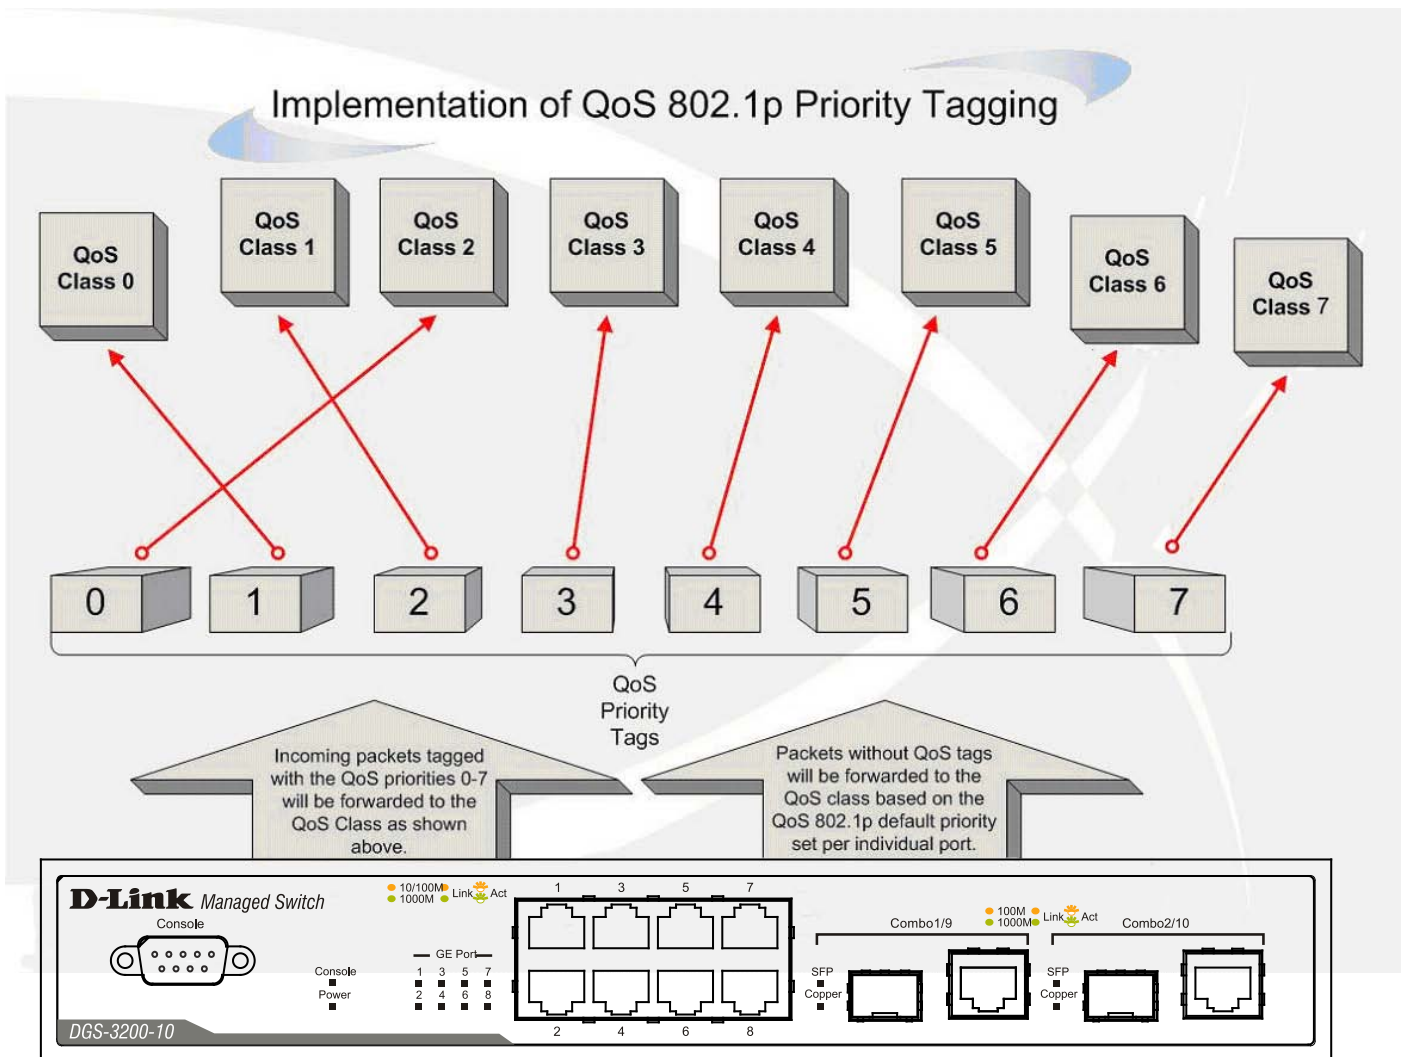 Implementation of QoS 802.1p Priority Tagging
QoS
Class 0
QoS
Class 1
QoS
Class 2
QoS
Class 3
QoS
Class 4
QoS
Class 5
QoS
Class 6
QoS
Class 7
0
1
2
3
4
5
6
7
QoS
Priority
Tags
Incoming packets tagged
with the QoS priorities 0-7
will be forwarded to the
QoS Class as shown
above.
Packets without QoS tags
will be forwarded to the
QoS class based on the
QoS 802.1p default priority
set per individual port.
D-Link Managed Switch
Console
10/100M
1000M
Link
Act
Console
Power
GE Port
1 3 5 7
2 4 6 8
1 3 5 7
2 4 6 8
Combo1/9
100M
1000M
Link
Act
Combo2/10
SFP
Copper
SFP
Copper
DGS-3200-10